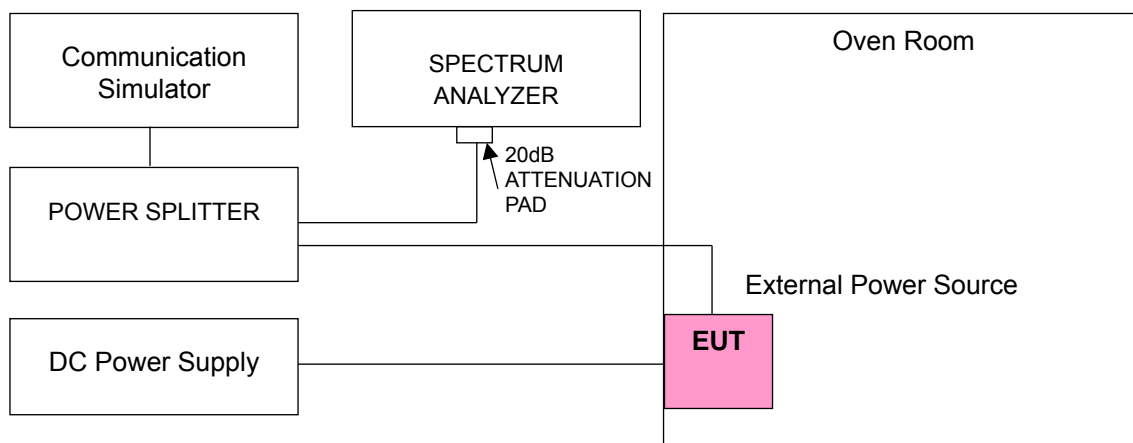 Communication
Simulator
SPECTRUM
ANALYZER
Oven Room
20dB
ATTENUATION
PAD
POWER SPLITTER
External Power Source
EUT
DC Power Supply